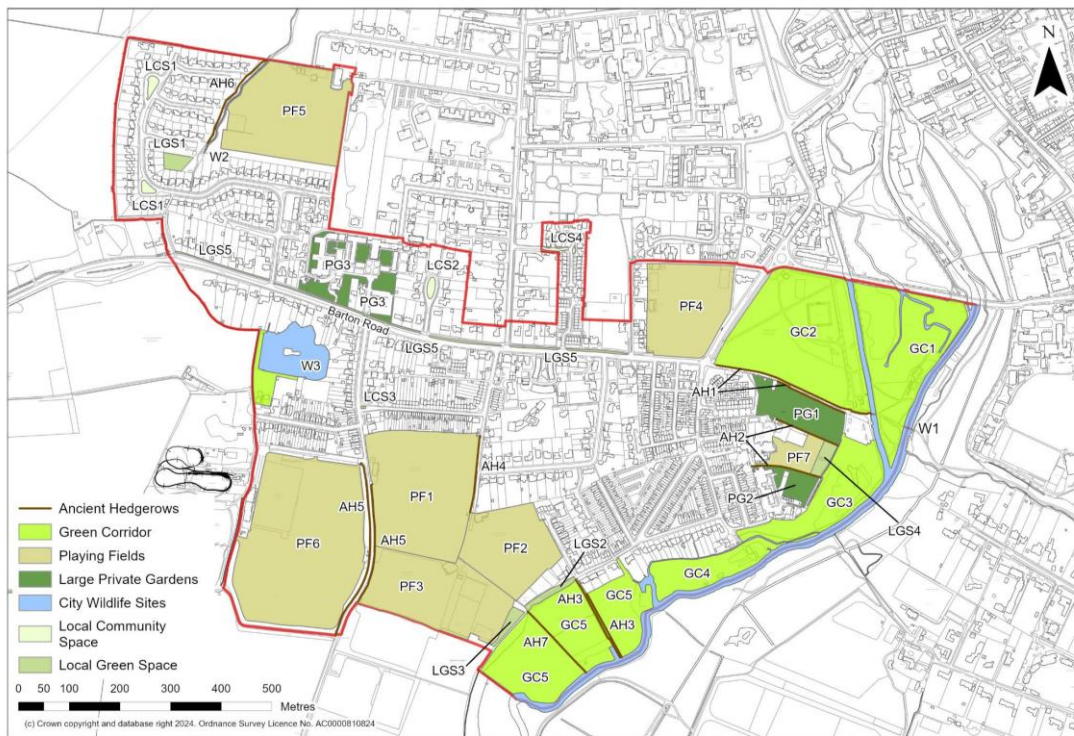 N
LCS1
AH6
PF5
LGS1
W2
LCS1
LGS5
PG3
LCS2
LCS4
PG3
PF4
GC2
GC1
Barton Road
LGS5
LGS5
W3
AH1
LCS3
PG1
W1
AH2
PF7
AH4
PG2
GC3
PF1
AH5
LGS4
PF6
AH5
PF2
LGS2
GC4
PF3
AH3
GC5
GC5
AH3
AH7
LGS3
GC5
Ancient Hedgerows
Green Corridor
Playing Fields
Large Private Gardens
City Wildlife Sites
Local Community
Space
Local Green Space
0 50 100 200 300 400 500
Metres
(c) Crown copyright and database right 2024. Ordnance Survey Licence No. AC0000810824